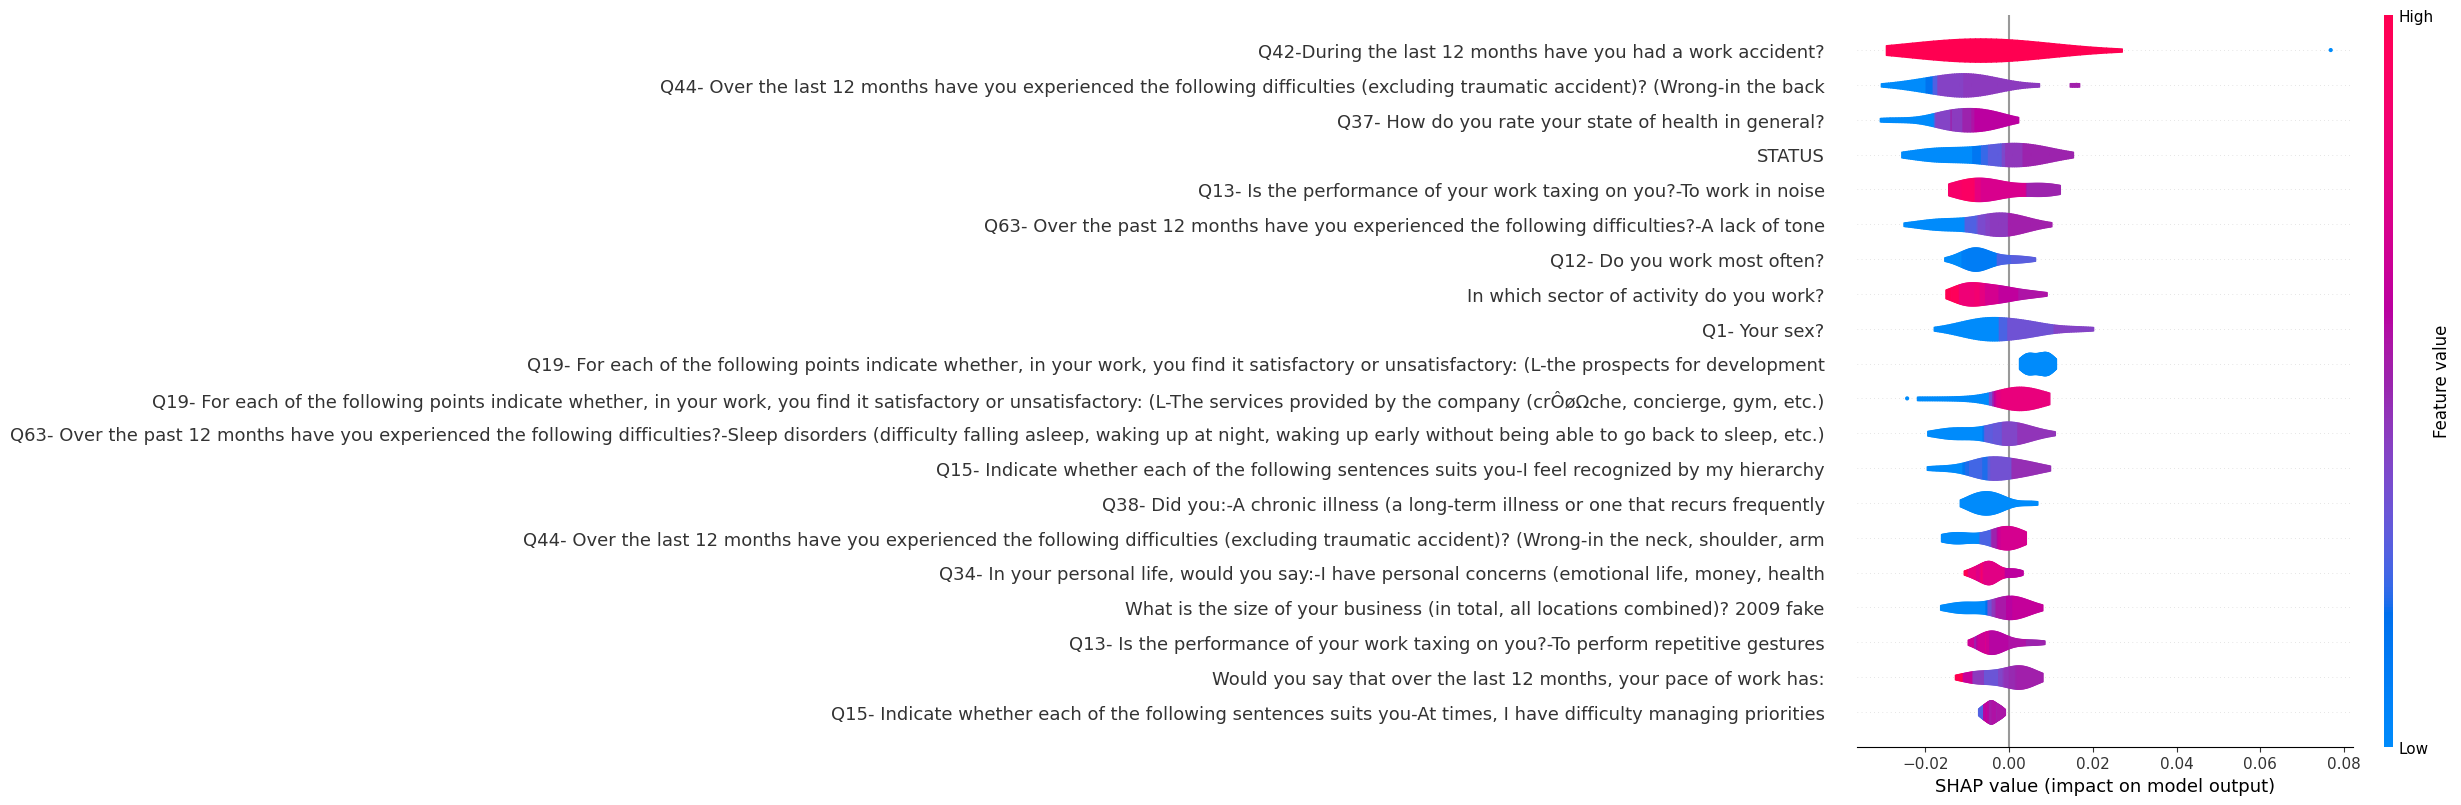 Q42-During the last 12 months have you had a work accident?
Q44- Over the last 12 months have you experienced the following difficulties (excluding traumatic accident)? (Wrong-in the back
Q37- How do you rate your state of health in general?
STATUS
Q13- Is the performance of your work taxing on you?-To work in noise
Q63- Over the past 12 months have you experienced the following difficulties?-A lack of tone
Q12- Do you work most often?
In which sector of activity do you work?
Q1- Your sex?
Q19- For each of the following points indicate whether, in your work, you find it satisfactory or unsatisfactory: (L-the prospects for development
Q19- For each of the following points indicate whether, in your work, you find it satisfactory or unsatisfactory: (L-The services provided by the company (crÔøΩche, concierge, gym, etc.)
Q63- Over the past 12 months have you experienced the following difficulties?-Sleep disorders (difficulty falling asleep, waking up at night, waking up early without being able to go back to sleep, etc.)
Q15- Indicate whether each of the following sentences suits you-I feel recognized by my hierarchy
Q38- Did you:-A chronic illness (a long-term illness or one that recurs frequently
Q44- Over the last 12 months have you experienced the following difficulties (excluding traumatic accident)? (Wrong-in the neck, shoulder, arm
Q34- In your personal life, would you say:-I have personal concerns (emotional life, money, health
What is the size of your business (in total, all locations combined)? 2009 fake
Q13- Is the performance of your work taxing on you?-To perform repetitive gestures
Would you say that over the last 12 months, your pace of work has:
Q15- Indicate whether each of the following sentences suits you-At times, I have difficulty managing priorities
−0.02 0.00 0.02 0.04 0.06 0.08
SHAP value (impact on model output)
High
Feature value
Low